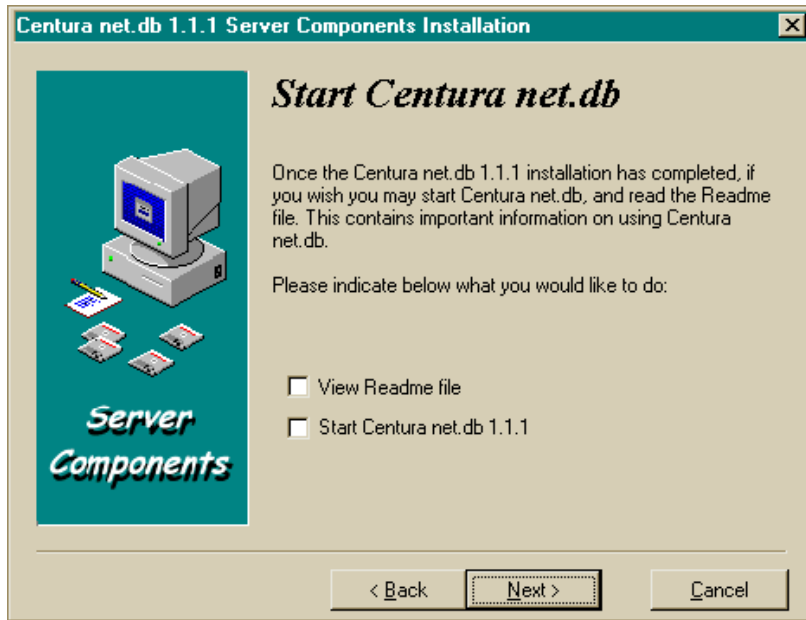 Centura net.db 1.1.1 Server Components Installation
Start Centura net.db
Once the Centura net.db 1.1.1 installation has completed, if
you wish you may start Centura net.db, and read the Readme
file. This contains important information on using Centura
net.db.
Please indicate below what you would like to do:
View Readme file
Start Centura net.db 1.1.1
Server
Components
< Back
Next >
Cancel